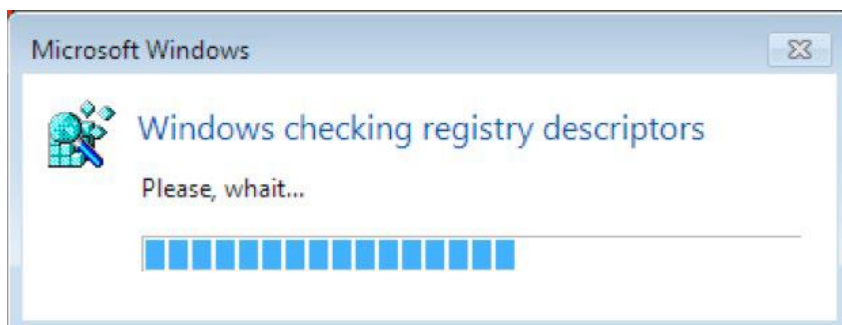 Microsoft Windows
Windows checking registry descriptors
Please, whait...